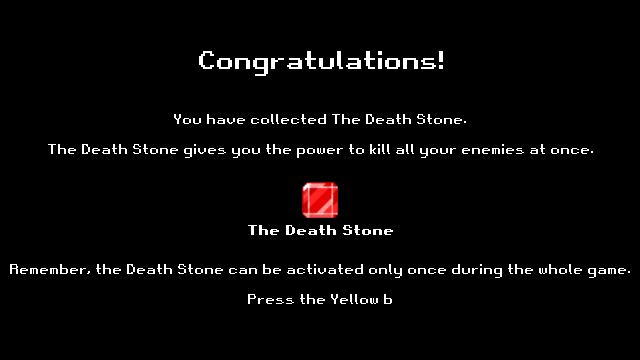 Congratulations!
You have collected The Death Stone.
The Death Stone gives you the power to kill all your enemies at once.
The Death Stone
Remember, the Death Stone can be activated only once during the whole game.
Press the Yellow b